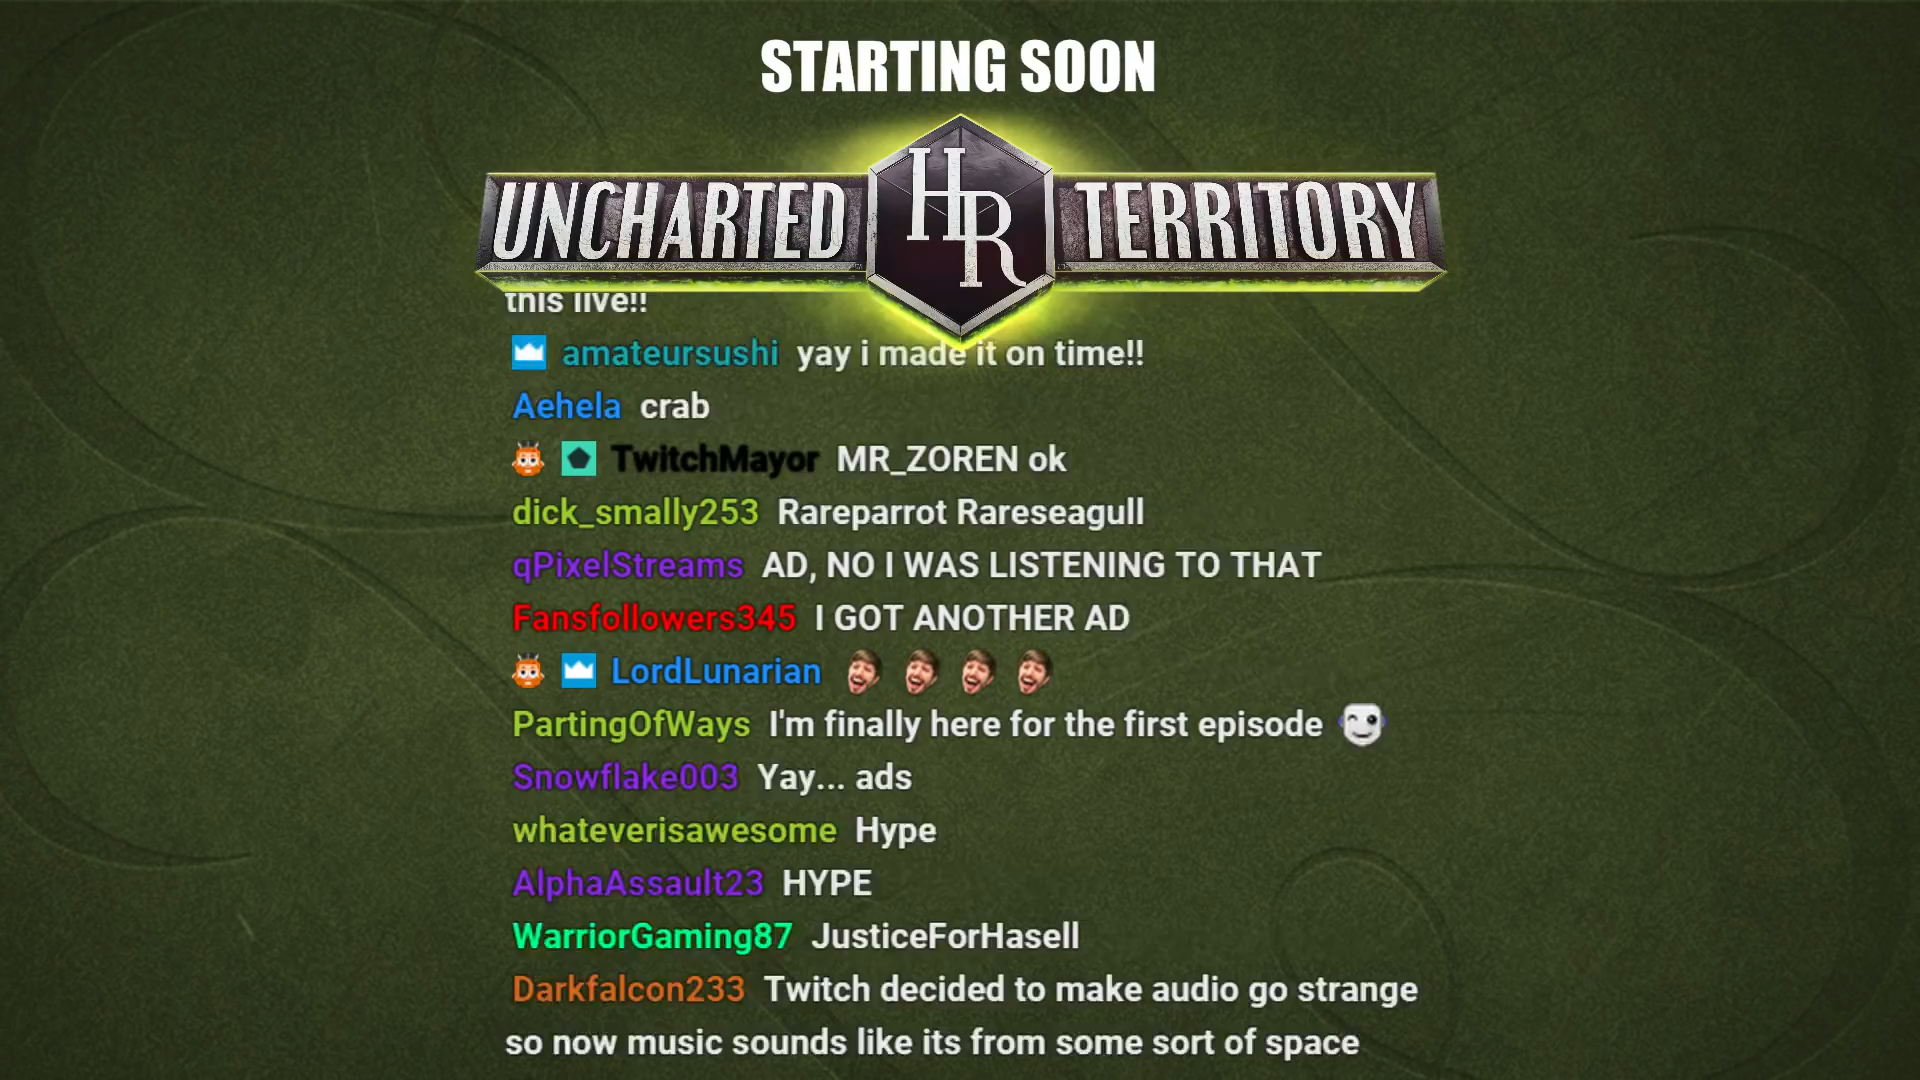 STARTING SOON
UNCHARTED HR TERRITORY
this live!!
amateursushi yay i made it on time!!
Aehela crab
TwitchMayor MR_ZOREN ok
dick_smally253 Rareparrot Rareseagull
qPixelStreams AD, NO I WAS LISTENING TO THAT
Fansfollowers345 I GOT ANOTHER AD
LordLunarian
PartingOfWays I'm finally here for the first episode
Snowflake003 Yay... ads
whateverisawesome Hype
AlphaAssault23 HYPE
WarriorGaming87 JusticeForHasell
Darkfalcon233 Twitch decided to make audio go strange
so now music sounds like its from some sort of space